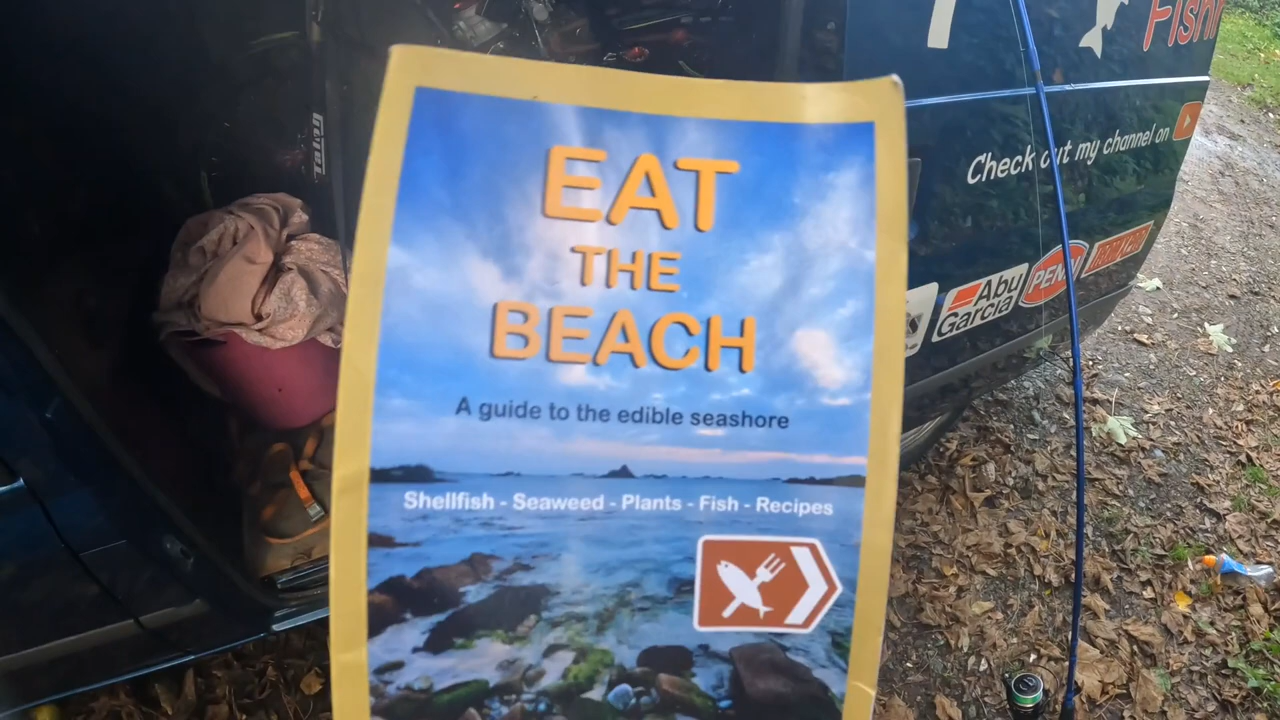 EAT
THE
BEACH
A guide to the edible seashore
Shellfish - Seaweed - Plants - Fish - Recipes
Check out my channel on
Abu
Garcia
PENN